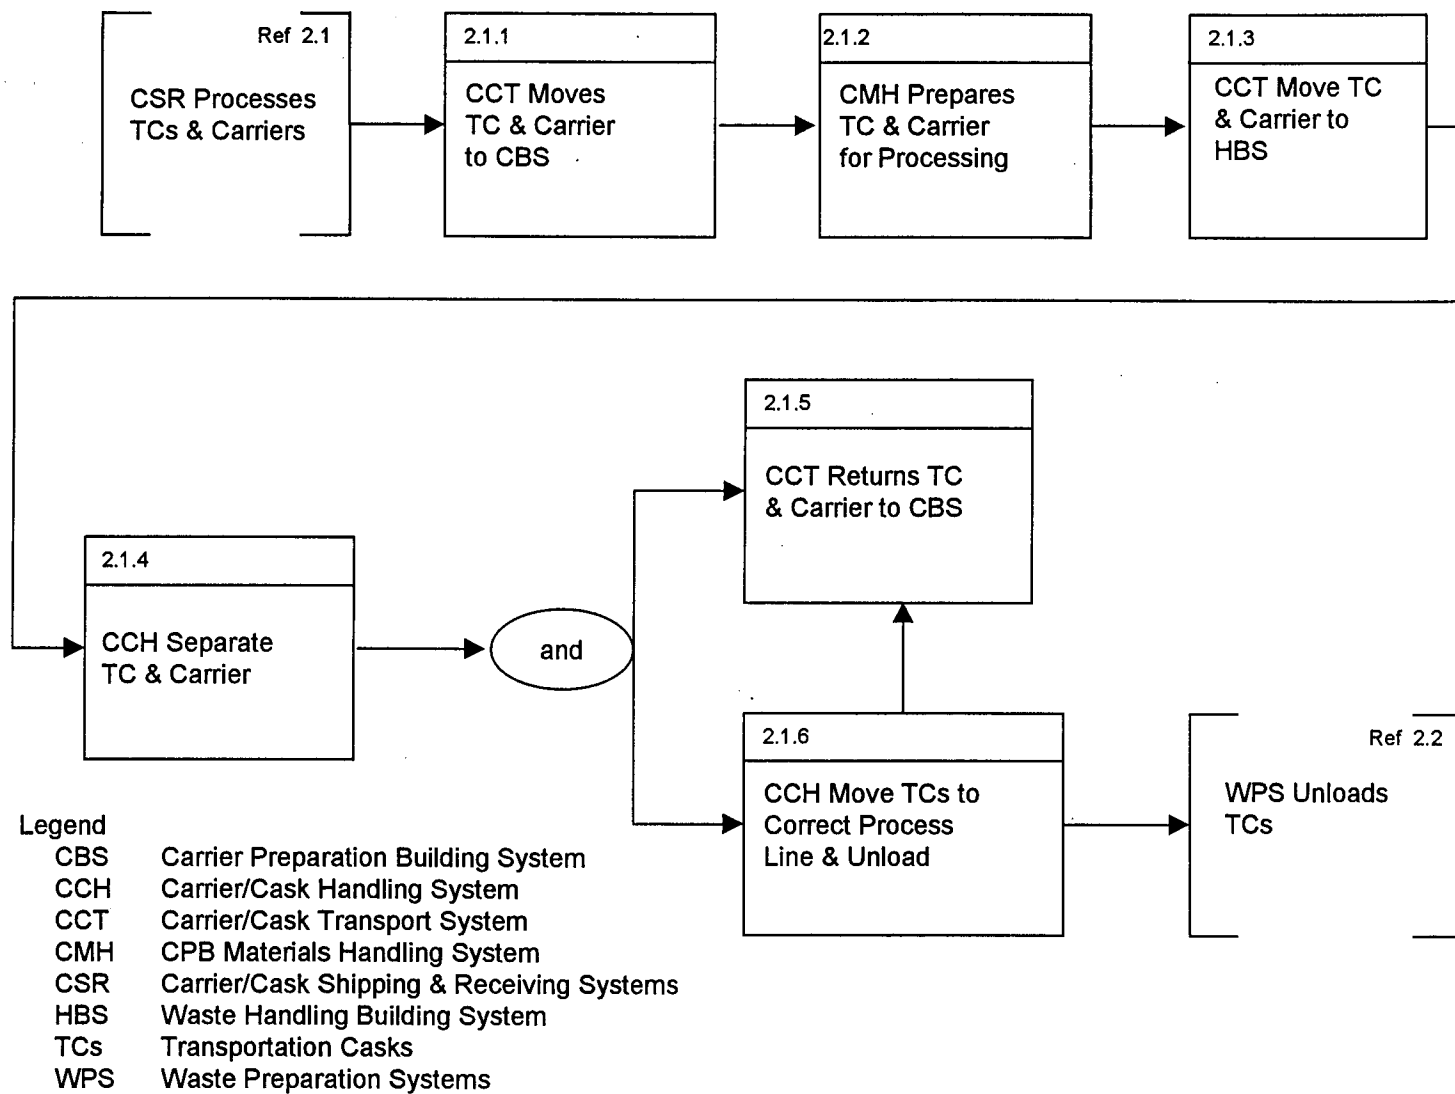 Ref 2.1
CSR Processes
TCs & Carriers
2.1.1
CCT Moves
TC & Carrier
to CBS
2.1.2
CMH Prepares
TC & Carrier
for Processing
2.1.3
CCT Move TC
& Carrier to
HBS
2.1.4
CCH Separate
TC & Carrier
and
2.1.5
CCT Returns TC
& Carrier to CBS
2.1.6
CCH Move TCs to
Correct Process
Line & Unload
Ref 2.2
WPS Unloads
TCs
Legend
CBS Carrier Preparation Building System
CCH Carrier/Cask Handling System
CCT Carrier/Cask Transport System
CMH CPB Materials Handling System
CSR Carrier/Cask Shipping & Receiving Systems
HBS Waste Handling Building System
TCs Transportation Casks
WPS Waste Preparation Systems